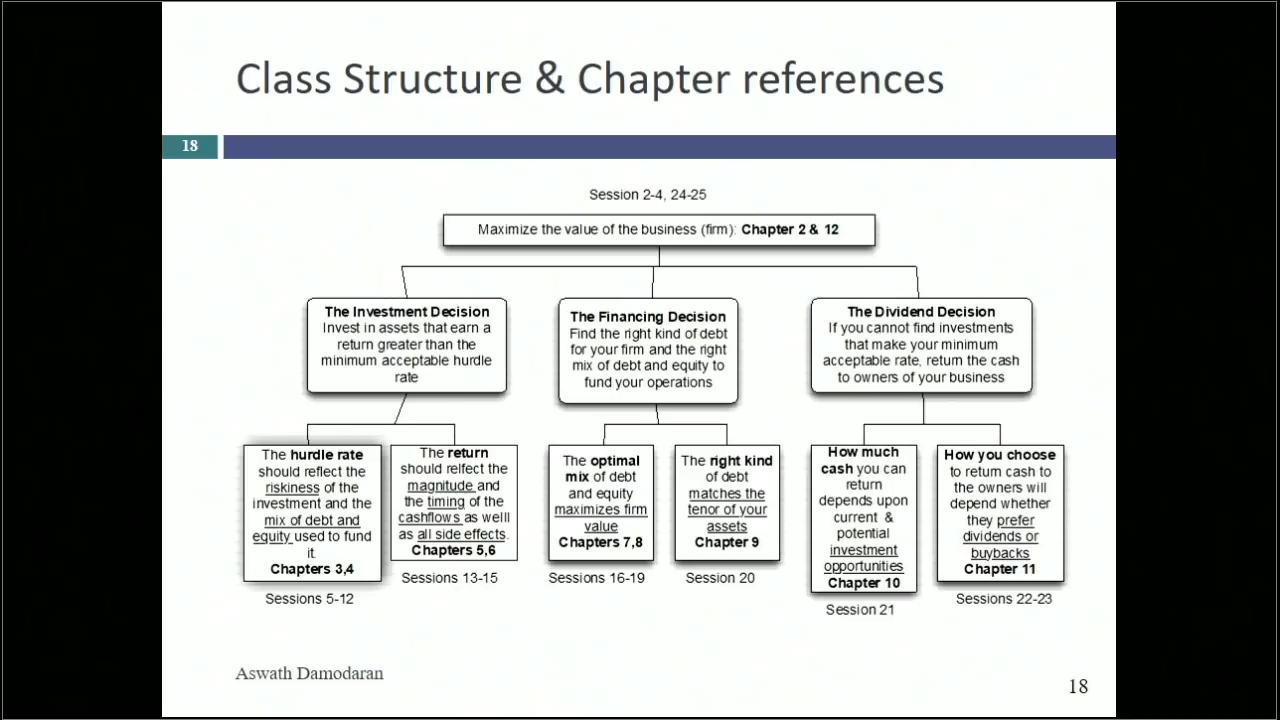 Class Structure & Chapter references
18
Session 2-4, 24-25
Maximize the value of the business (firm): Chapter 2 & 12
The Investment Decision
Invest in assets that earn a
return greater than the
minimum acceptable hurdle
rate
The Financing Decision
Find the right kind of debt
for your firm and the right
mix of debt and equity to
fund your operations
The Dividend Decision
If you cannot find investments
that make your minimum
acceptable rate, return the cash
to owners of your business
The hurdle rate
should reflect the
riskiness of the
investment and the
mix of debt and
equity used to fund
it.
Chapters 3,4
Sessions 5-12
The return
should relfect the
magnitude and
the timing of the
cashflows as welll
as all side effects.
Chapters 5,6
Sessions 13-15
The optimal
mix of debt
and equity
maximizes firm
value
Chapters 7,8
Sessions 16-19
The right kind
of debt
matches the
tenor of your
assets
Chapter 9
Session 20
How much
cash you can
return
depends upon
current &
potential
investment
opportunities
Chapter 10
Session 21
How you choose
to return cash to
the owners will
depend whether
they prefer
dividends or
buybacks
Chapter 11
Sessions 22-23
Aswath Damodaran
18